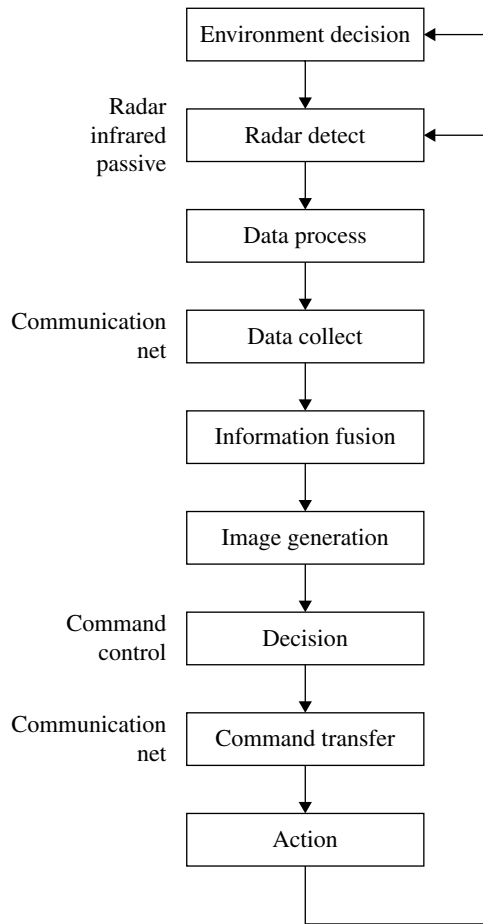 Environment decision
Radar
infrared
passive
Radar detect
Data process
Communication
net
Data collect
Information fusion
Image generation
Command
control
Decision
Communication
net
Command transfer
Action